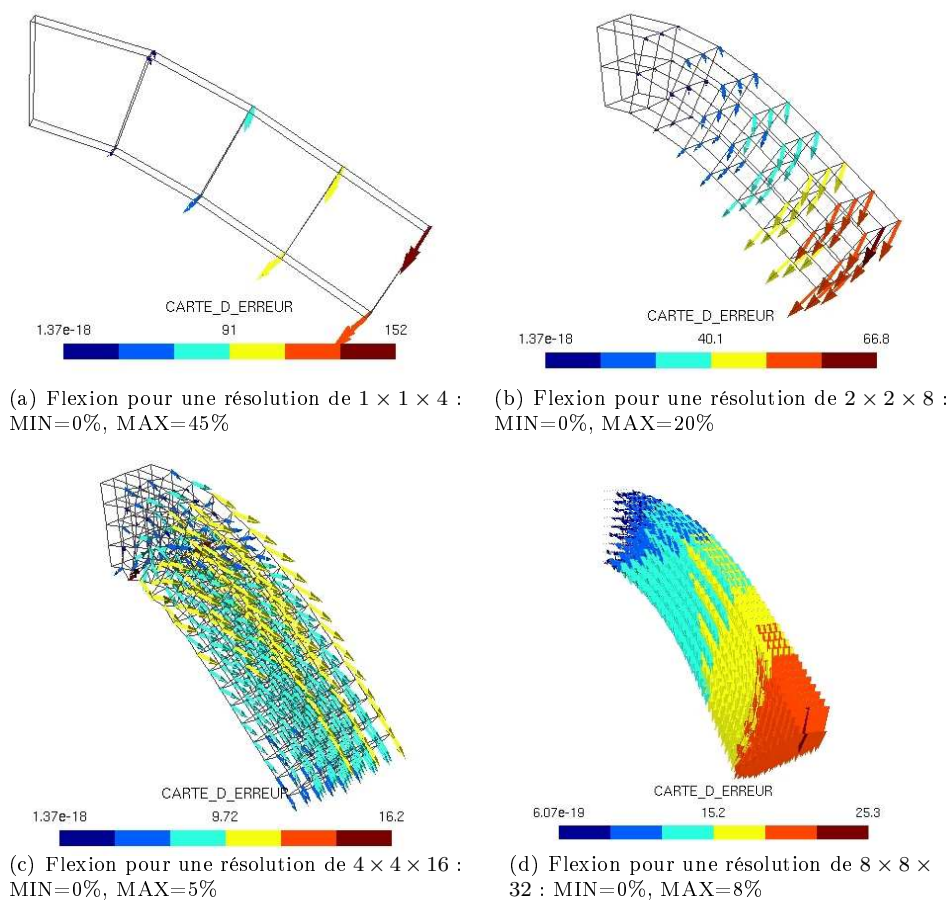 CARTE_D_ERREUR
1.37e-18 91 152
(a) Flexion pour une résolution de 1 × 1 × 4 :
MIN=0%, MAX=45%
CARTE_D_ERREUR
1.37e-18 40.1 66.8
(b) Flexion pour une résolution de 2 × 2 × 8 :
MIN=0%, MAX=20%
CARTE_D_ERREUR
1.37e-18 9.72 16.2
(c) Flexion pour une résolution de 4 × 4 × 16 :
MIN=0%, MAX=5%
CARTE_D_ERREUR
6.07e-19 15.2 25.3
(d) Flexion pour une résolution de 8 × 8 ×
32 : MIN=0%, MAX=8%